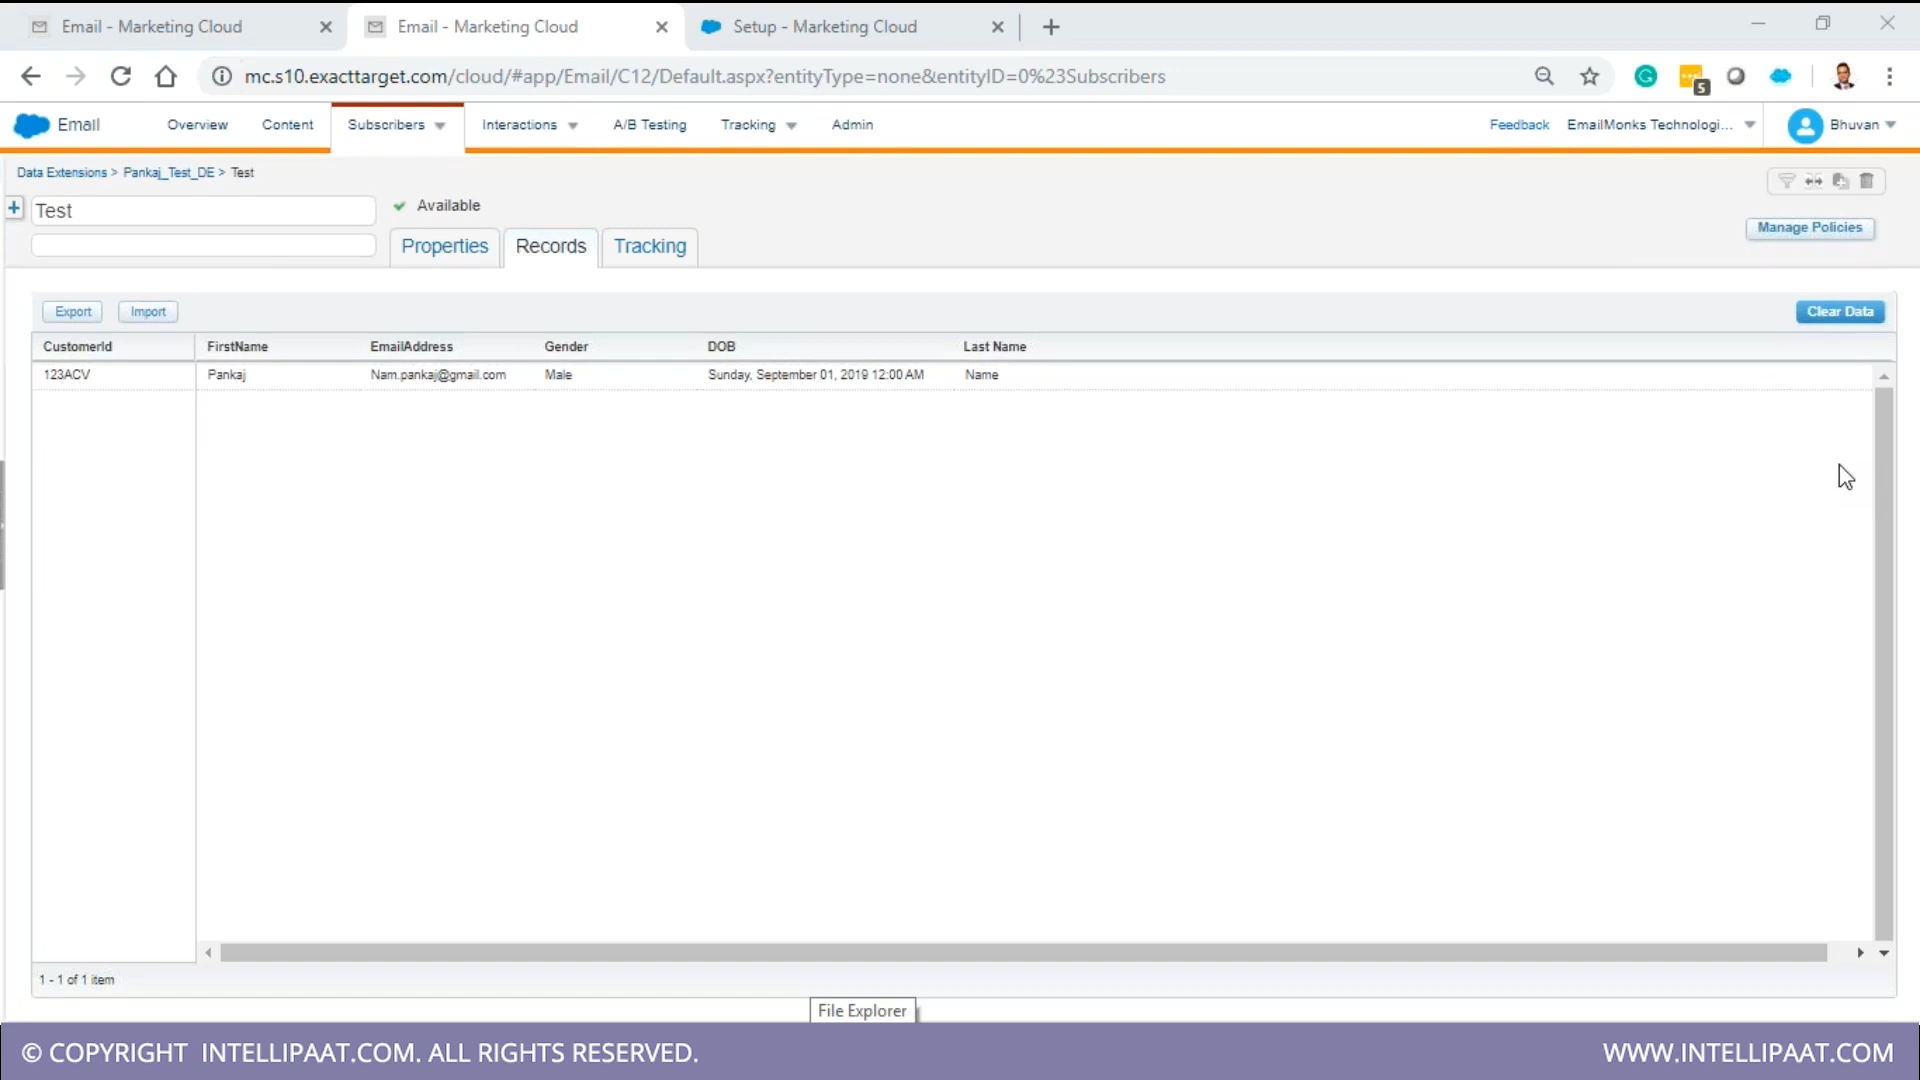 Email - Marketing Cloud
Email - Marketing Cloud
Setup - Marketing Cloud
mc.s10.exacttarget.com/cloud/#app/Email/C12/Default.aspx?entityType=none&entityID=0%23Subscribers
S
Email Overview Content Subscribers Interactions A/B Testing Tracking Admin Feedback EmailMonks Technologi... Bhuvan
Data Extensions > Pankaj_Test_DE > Test
Test
Available
Manage Policies
Properties Records Tracking
Export Import Clear Data
CustomerId FirstName EmailAddress Gender DOB Last Name
123ACV Pankaj Nam.pankaj@gmail.com Male Sunday, September 01, 2019 12:00 AM Name
1 - 1 of 1 item
File Explorer
© COPYRIGHT INTELLIPAAT.COM. ALL RIGHTS RESERVED. WWW.INTELLIPAAT.COM